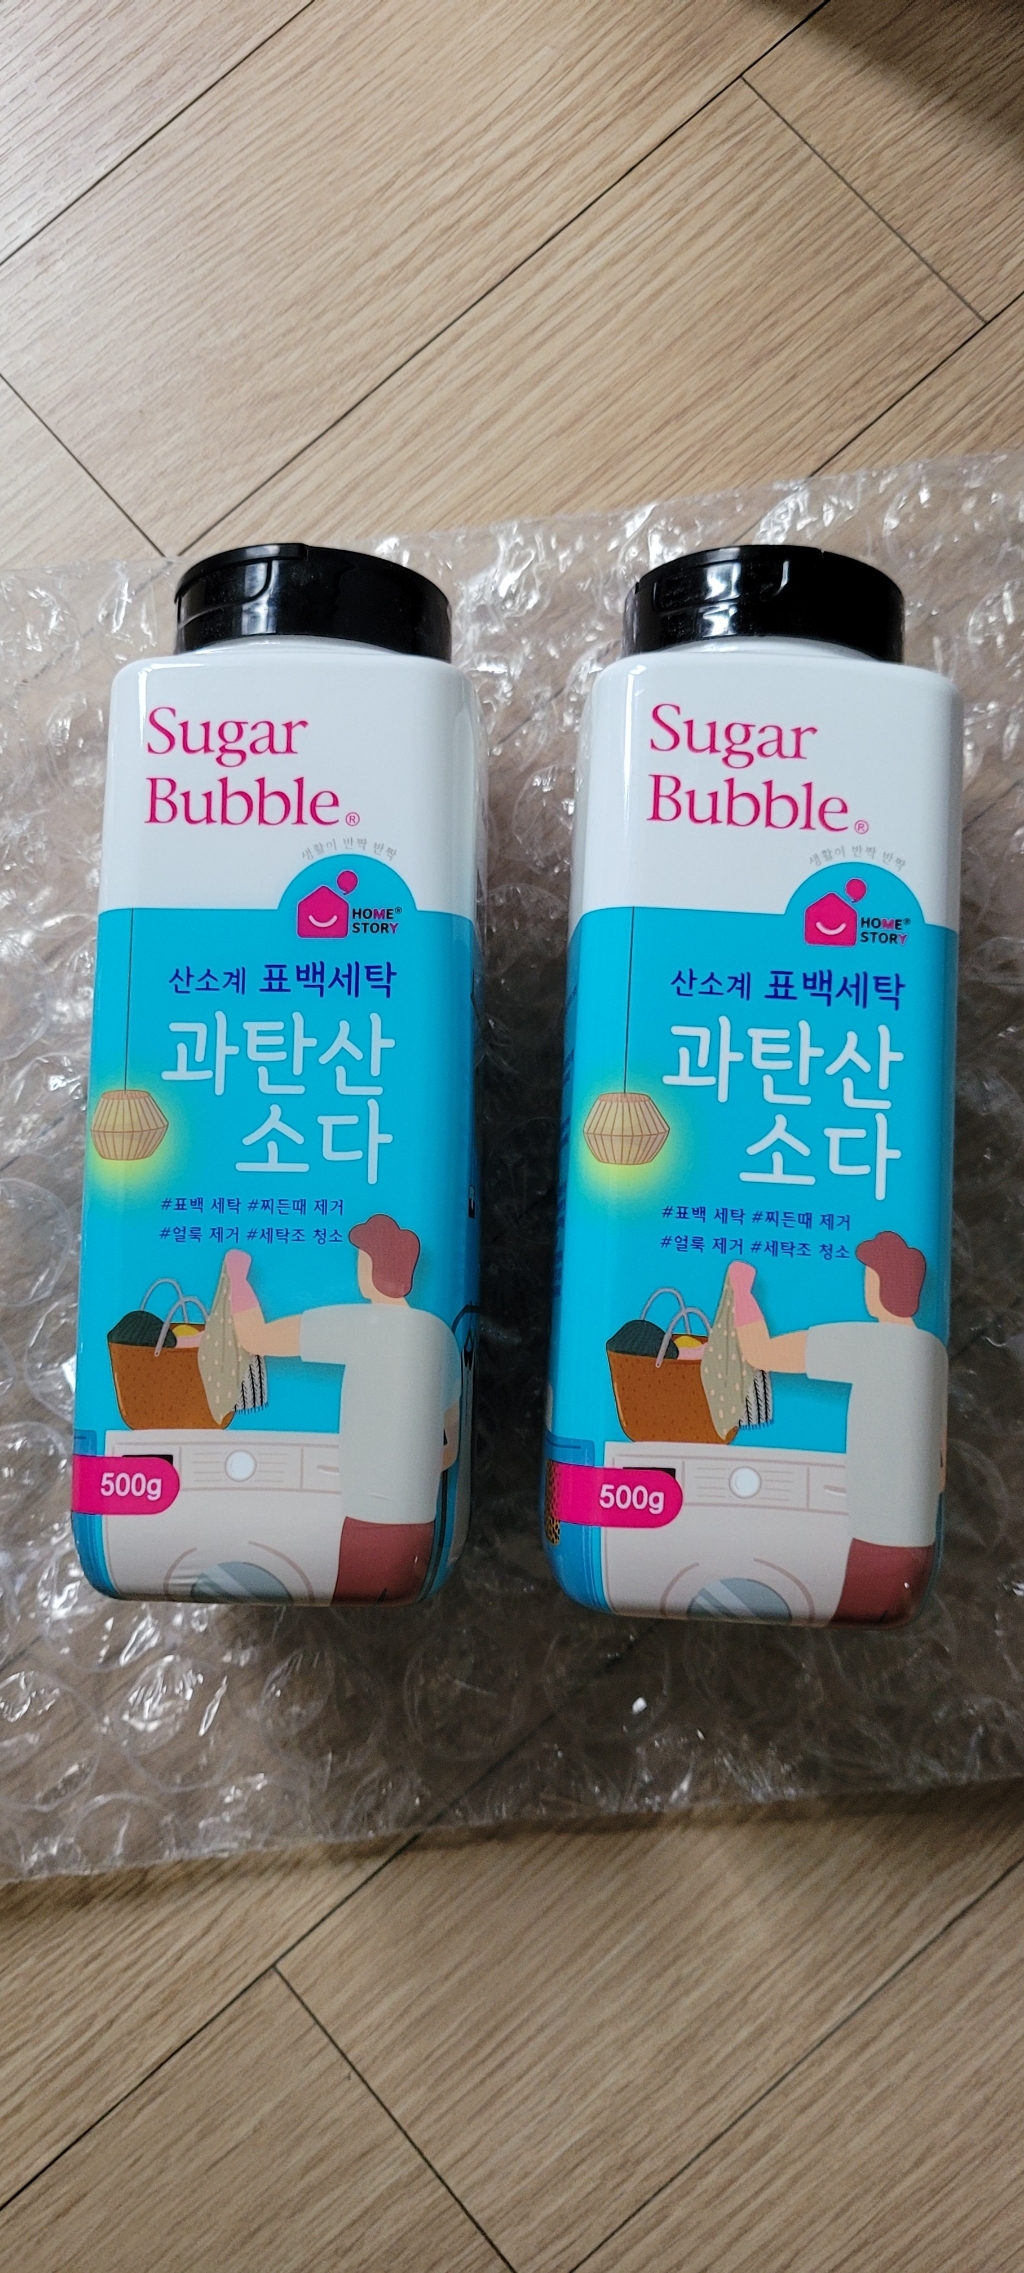 Sugar
Bubble®
생활이 반짝 반짝
HOME®
STORY
산소계 표백세탁
과탄산
소다
#표백 세탁 #찌든때 제거
#얼룩 제거 #세탁조 청소
500g
Sugar
Bubble®
생활이 반짝 반짝
HOME®
STORY
산소계 표백세탁
과탄산
소다
#표백 세탁 #찌든때 제거
#얼룩 제거 #세탁조 청소
500g